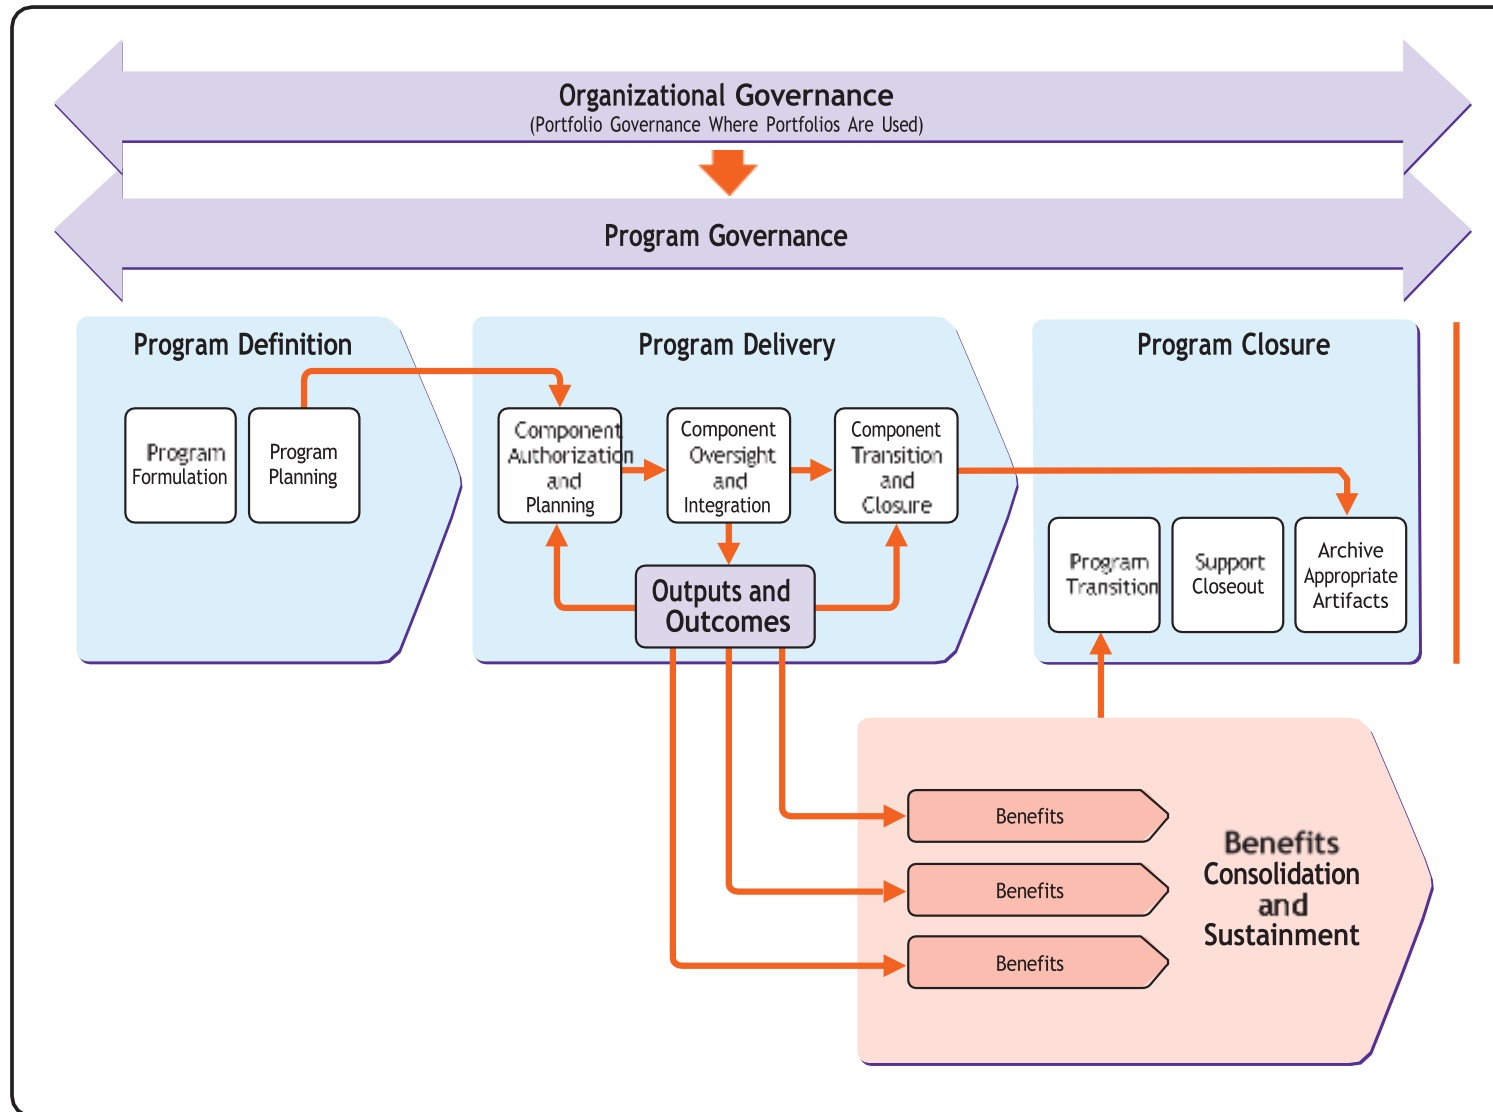 Organizational Governance
(Portfolio Governance Where Portfolios Are Used)
Program Governance
Program Definition
Program
Formulation
Program
Planning
Program Delivery
Component
Authorization
and
Planning
Component
Oversight
and
Integration
Component
Transition
and
Closure
Outputs and
Outcomes
Program Closure
Program
Transition
Support
Closeout
Archive
Appropriate
Artifacts
Benefits
Benefits
Benefits
Benefits
Consolidation
and
Sustainment